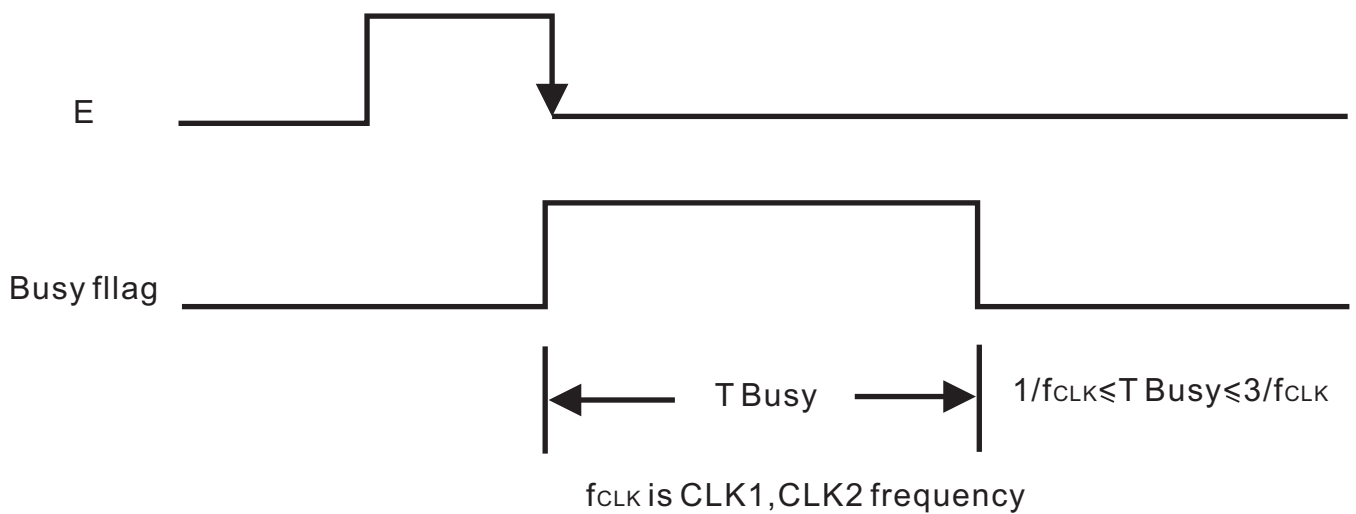 E
Busy fllag
T Busy
1/fCLK⩽T Busy⩽3/fCLK
fCLK is CLK1,CLK2 frequency